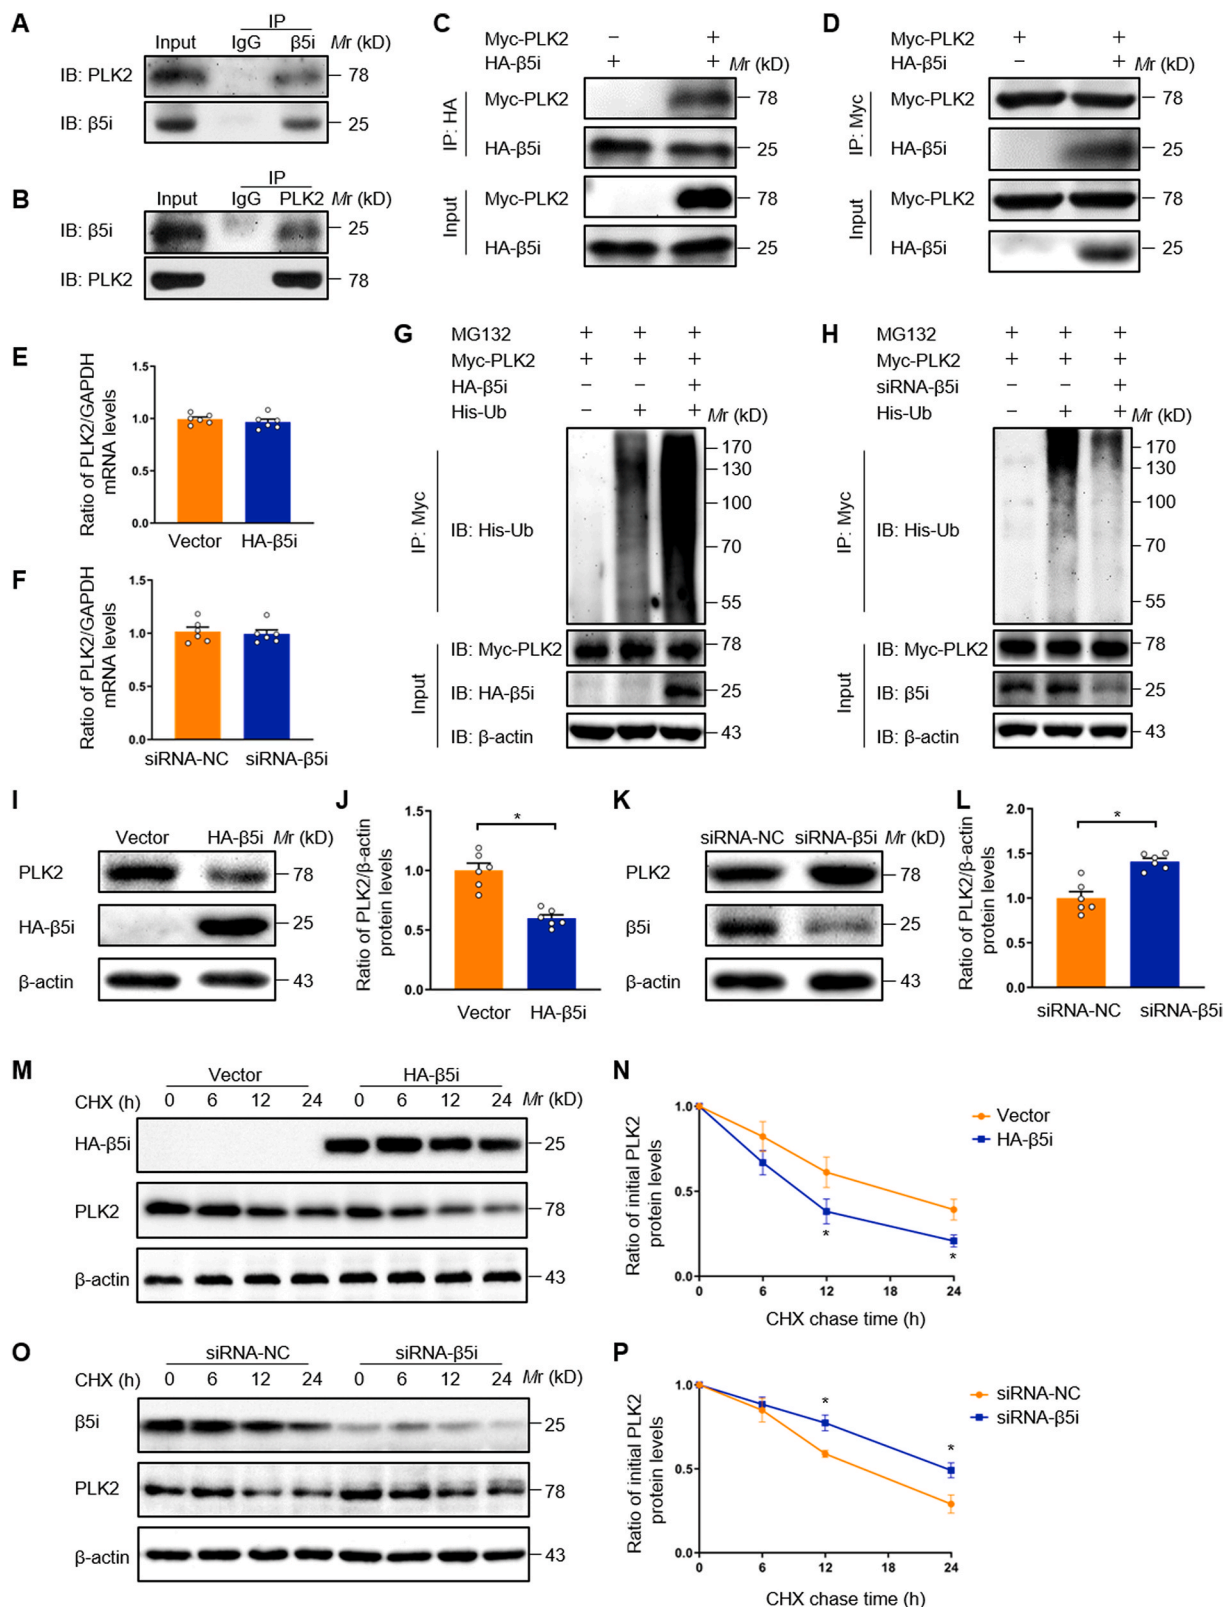 A
IP
Input IgG β5i Mr (kD)
IB: PLK2 78
IB: β5i 25
B
IP
Input IgG PLK2 Mr (kD)
IB: β5i 25
IB: PLK2 78
C
Myc-PLK2 – +
HA-β5i + + Mr (kD)
IP: HA
Myc-PLK2 78
HA-β5i 25
Input
Myc-PLK2 78
HA-β5i 25
D
Myc-PLK2 + +
HA-β5i – + Mr (kD)
IP: Myc
Myc-PLK2 78
HA-β5i 25
Input
Myc-PLK2 78
HA-β5i 25
E
Ratio of PLK2/GAPDH
mRNA levels
1.5
1.0
0.5
0.0
Vector HA-β5i
F
Ratio of PLK2/GAPDH
mRNA levels
1.5
1.0
0.5
0.0
siRNA-NC siRNA-β5i
G
MG132 + + +
Myc-PLK2 + + +
HA-β5i – – +
His-Ub – + + Mr (kD)
IP: Myc
IB: His-Ub
170
130
100
70
55
Input
IB: Myc-PLK2 78
IB: HA-β5i 25
IB: β-actin 43
H
MG132 + + +
Myc-PLK2 + + +
siRNA-β5i – – +
His-Ub – + + Mr (kD)
IP: Myc
IB: His-Ub
170
130
100
70
55
Input
IB: Myc-PLK2 78
IB: β5i 25
IB: β-actin 43
I
Vector HA-β5i Mr (kD)
PLK2 78
HA-β5i 25
β-actin 43
J
Ratio of PLK2/β-actin
protein levels
1.5
1.0
0.5
0.0
*
Vector HA-β5i
K
siRNA-NC siRNA-β5i Mr (kD)
PLK2 78
β5i 25
β-actin 43
L
Ratio of PLK2/β-actin
protein levels
2.0
1.5
1.0
0.5
0.0
*
siRNA-NC siRNA-β5i
M
Vector HA-β5i
CHX (h) 0 6 12 24 0 6 12 24 Mr (kD)
HA-β5i 25
PLK2 78
β-actin 43
N
Ratio of initial PLK2
protein levels
1.0
0.5
0.0
* *
0 6 12 18 24
CHX chase time (h)
Vector
HA-β5i
O
siRNA-NC siRNA-β5i
CHX (h) 0 6 12 24 0 6 12 24 Mr (kD)
β5i 25
PLK2 78
β-actin 43
P
Ratio of initial PLK2
protein levels
1.0
0.5
0.0
* *
0 6 12 18 24
CHX chase time (h)
siRNA-NC
siRNA-β5i